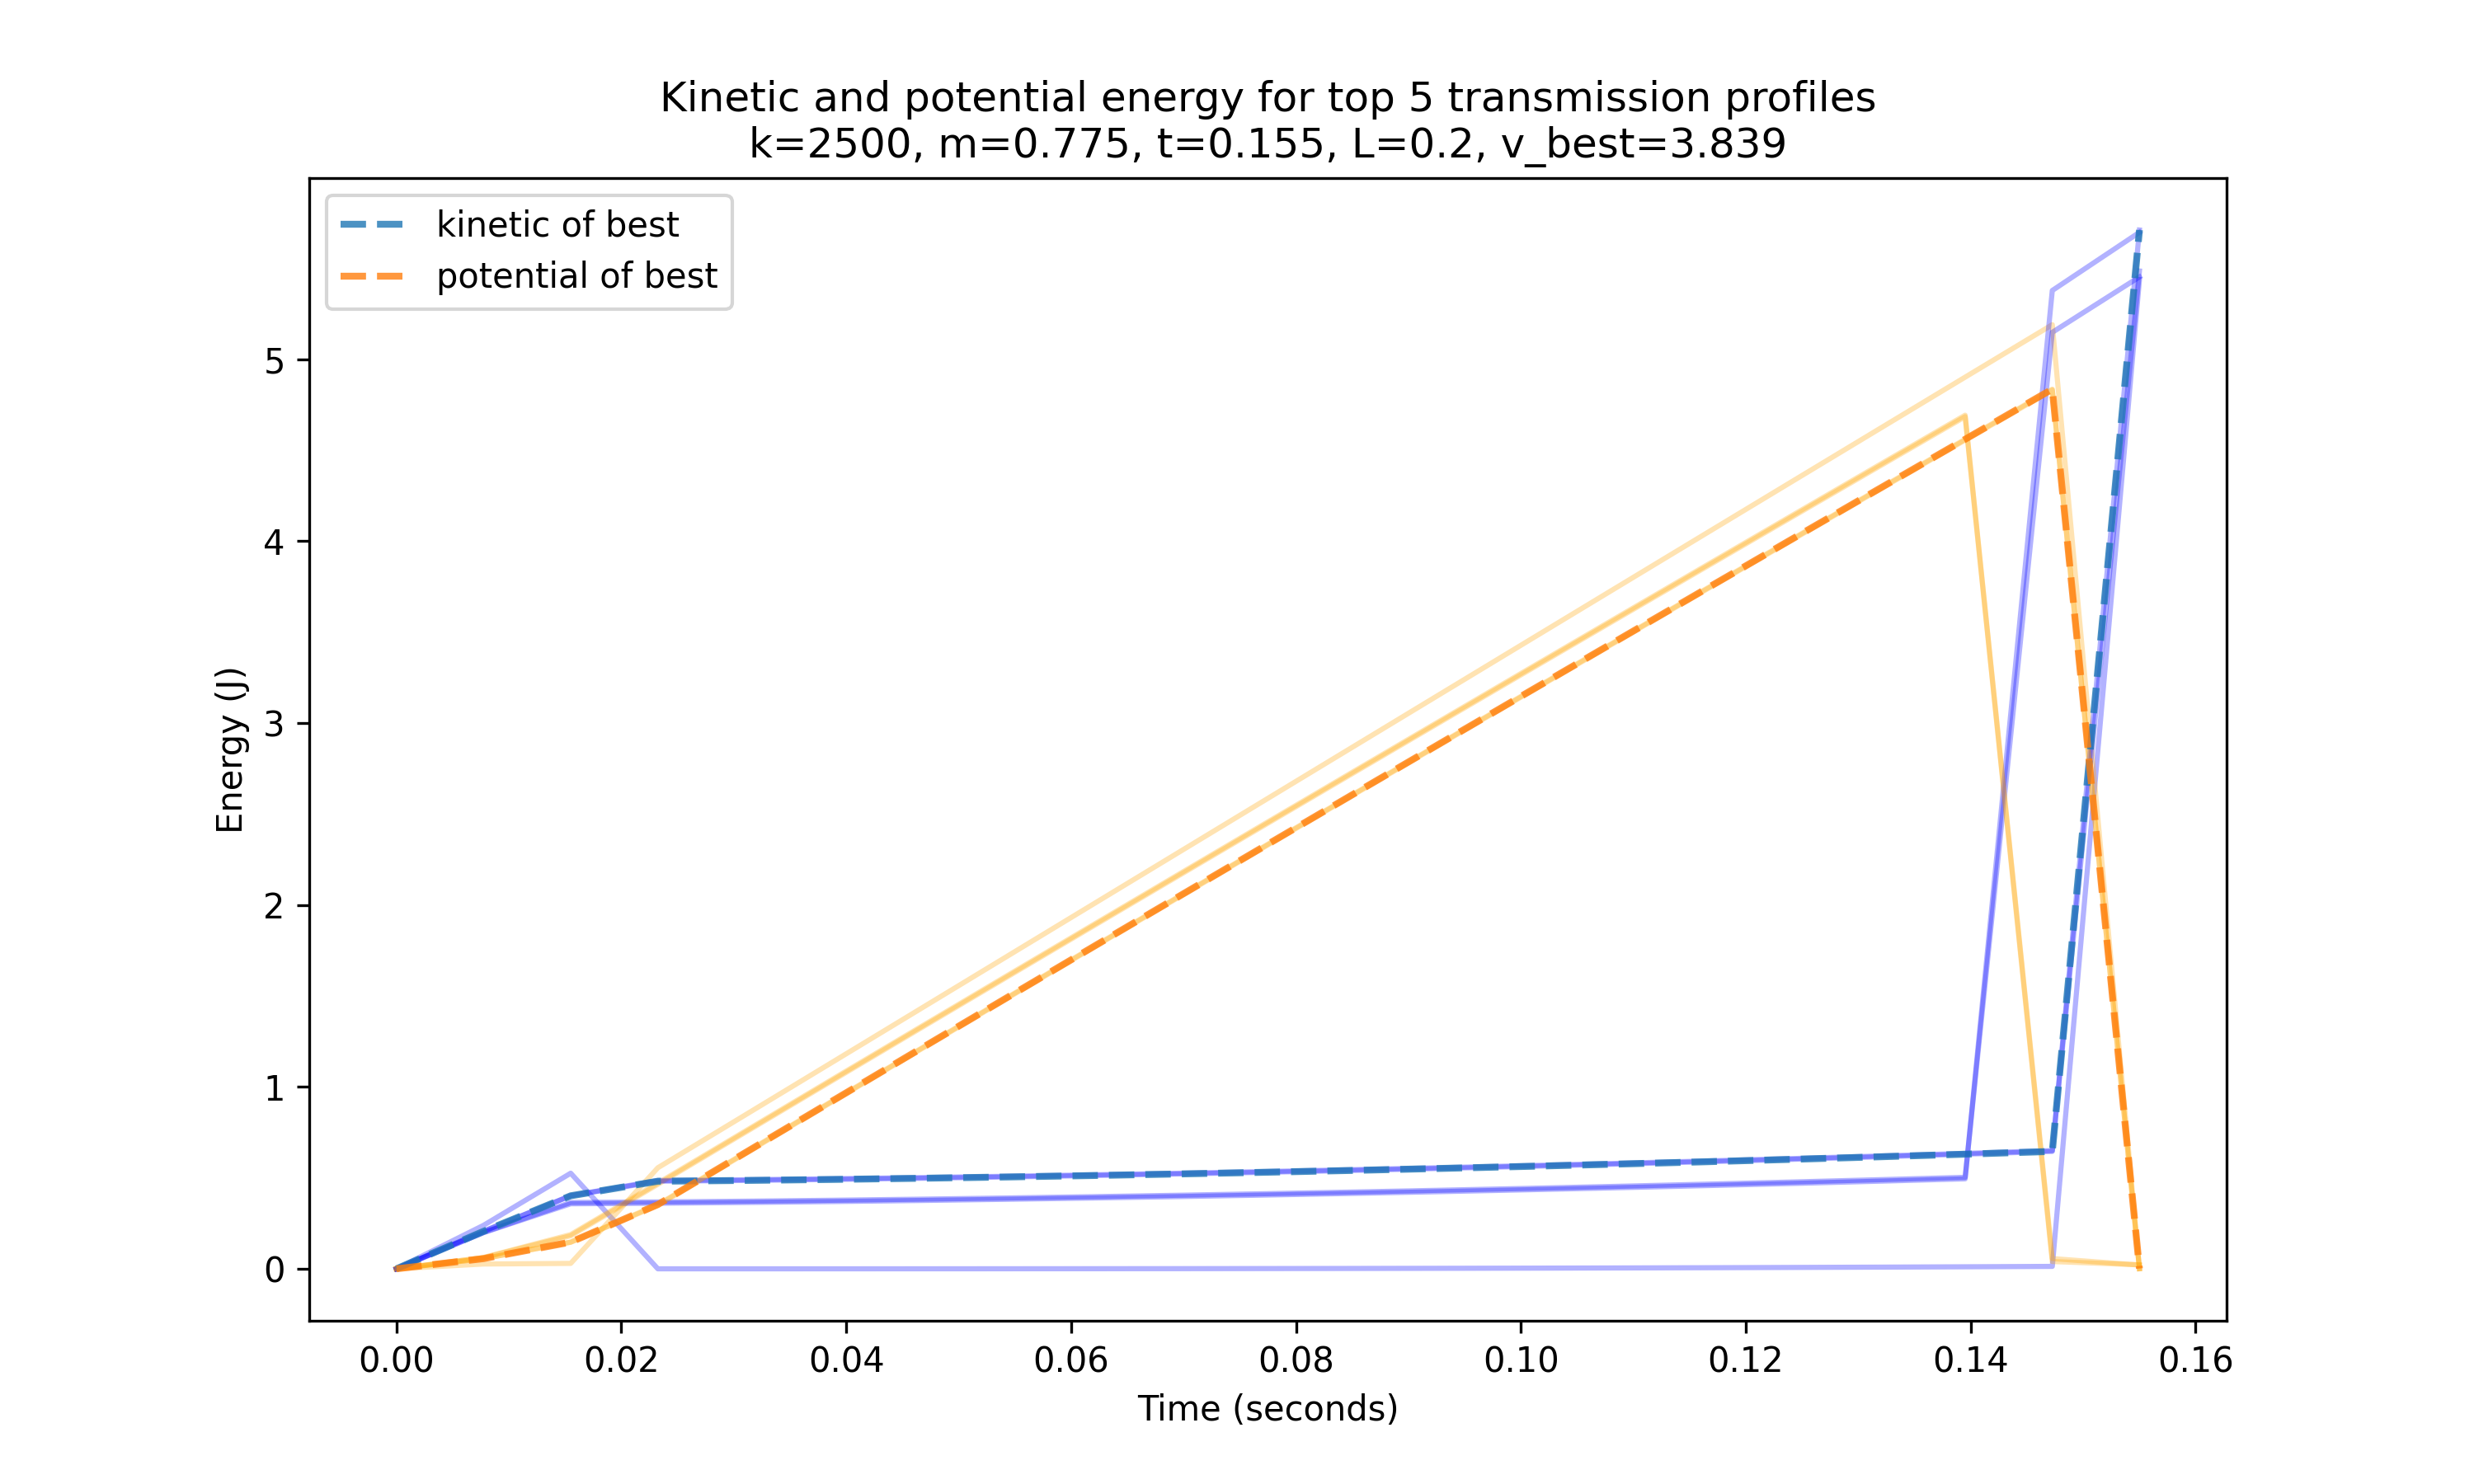 Kinetic and potential energy for top 5 transmission profiles
k=2500, m=0.775, t=0.155, L=0.2, v_best=3.839
kinetic of best
potential of best
5
4
3
2
1
0
Energy (J)
0.00 0.02 0.04 0.06 0.08 0.10 0.12 0.14 0.16
Time (seconds)